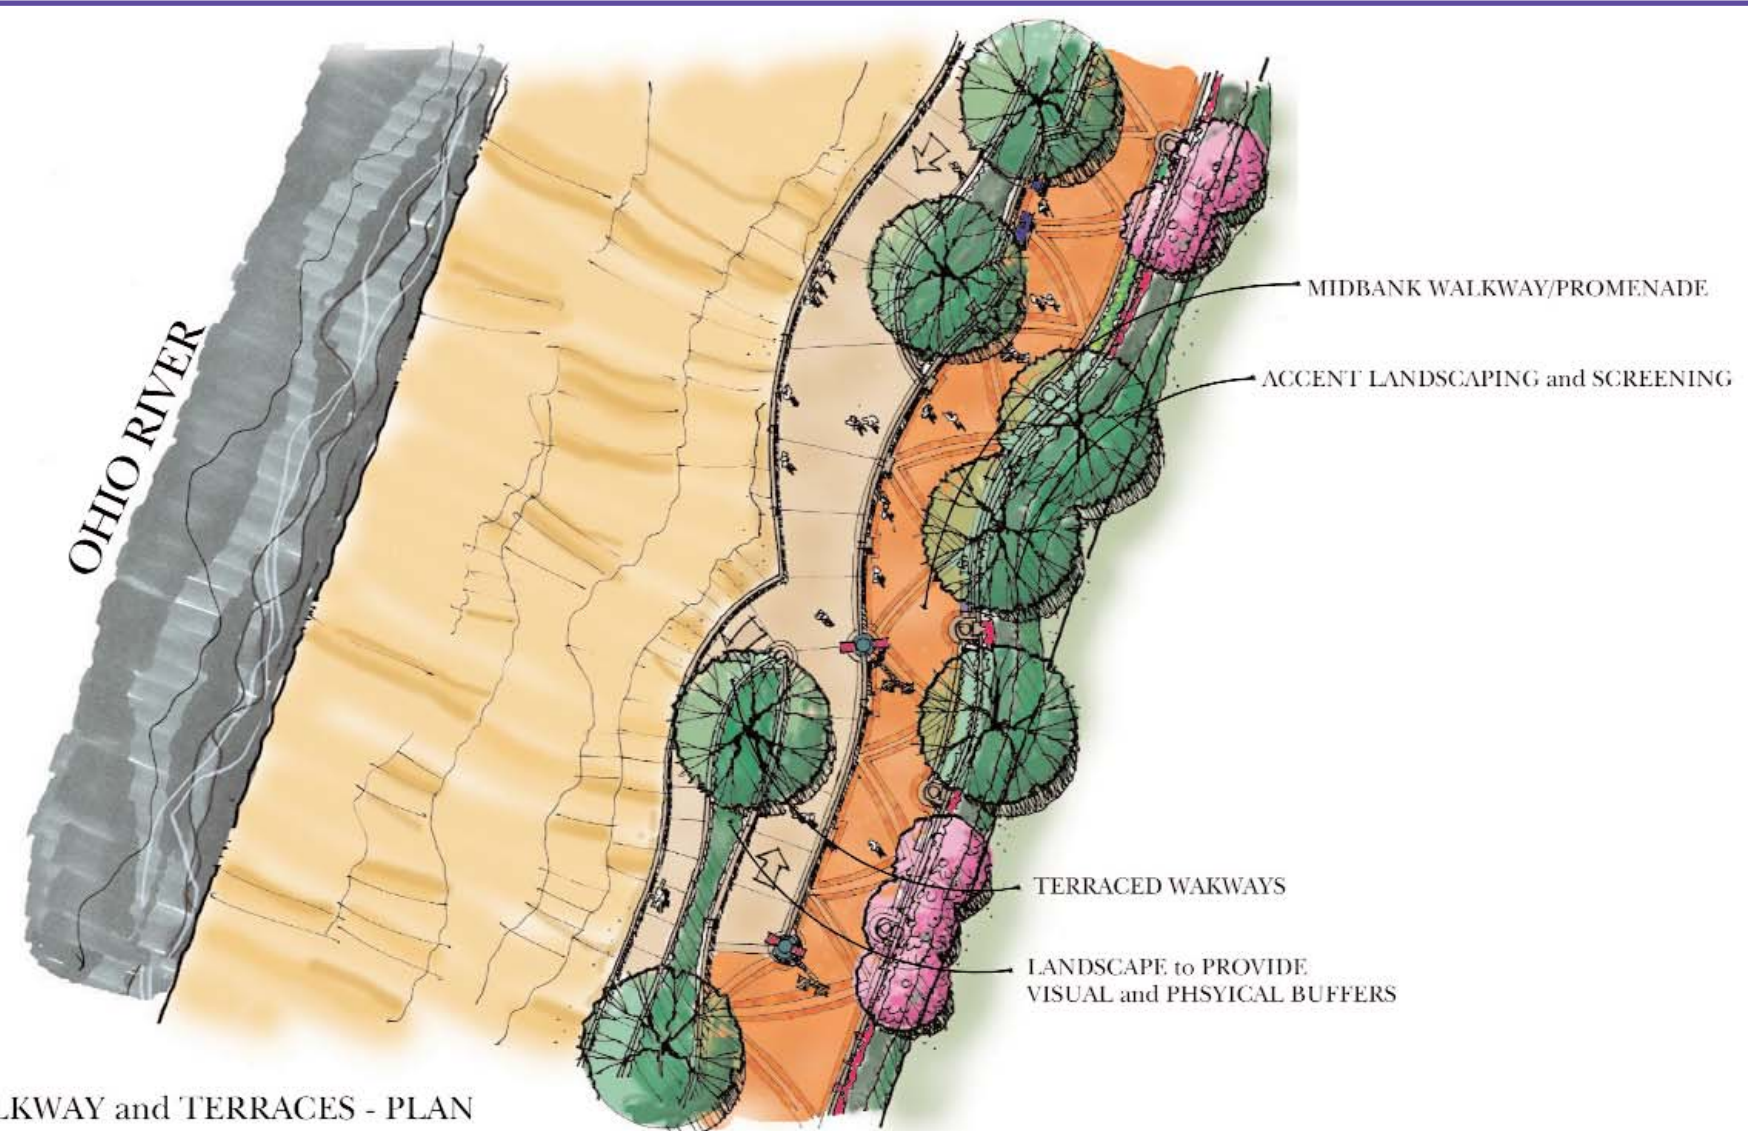 OHIO RIVER
MIDBANK WALKWAY/PROMENADE
ACCENT LANDSCAPING and SCREENING
TERRACED WAKWAYS
LANDSCAPE to PROVIDE
VISUAL and PHSYICAL BUFFERS
LKWAY and TERRACES - PLAN